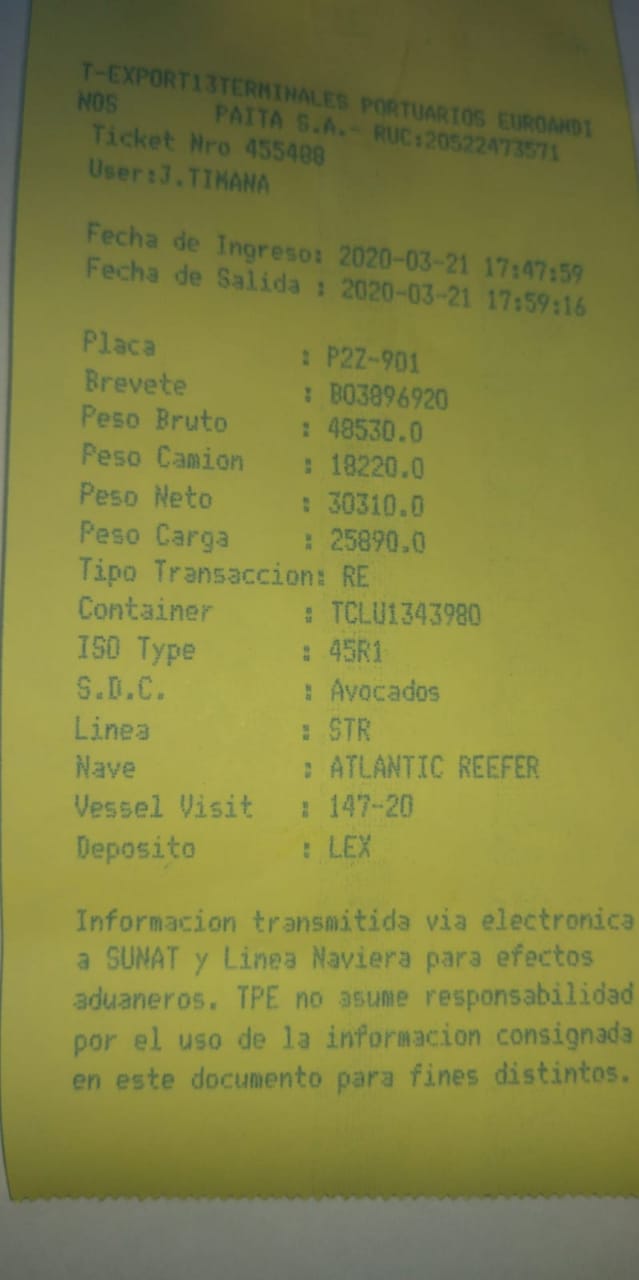 T-EXPORT13TERMINALES PORTUARIOS EUROANDI
NOS PAITA S.A.- RUC:20522473571
Ticket Nro 455488
User:J.TIMANA
Fecha de Ingreso: 2020-03-21 17:47:59
Fecha de Salida : 2020-03-21 17:59:16
Placa : P2Z-901
Brevete : B03896920
Peso Bruto : 48530.0
Peso Camion : 18220.0
Peso Neto : 30310.0
Peso Carga : 25890.0
Tipo Transaccion: RE
Container : TCLU1343980
ISO Type : 45R1
S.D.C. : Avocados
Linea : STR
Nave : ATLANTIC REEFER
Vessel Visit : 147-20
Deposito : LEX
Informacion transmitida via electronica
a SUNAT y Linea Naviera para efectos
aduaneros. TPE no asume responsabilidad
por el uso de la informacion consignada
en este documento para fines distintos.